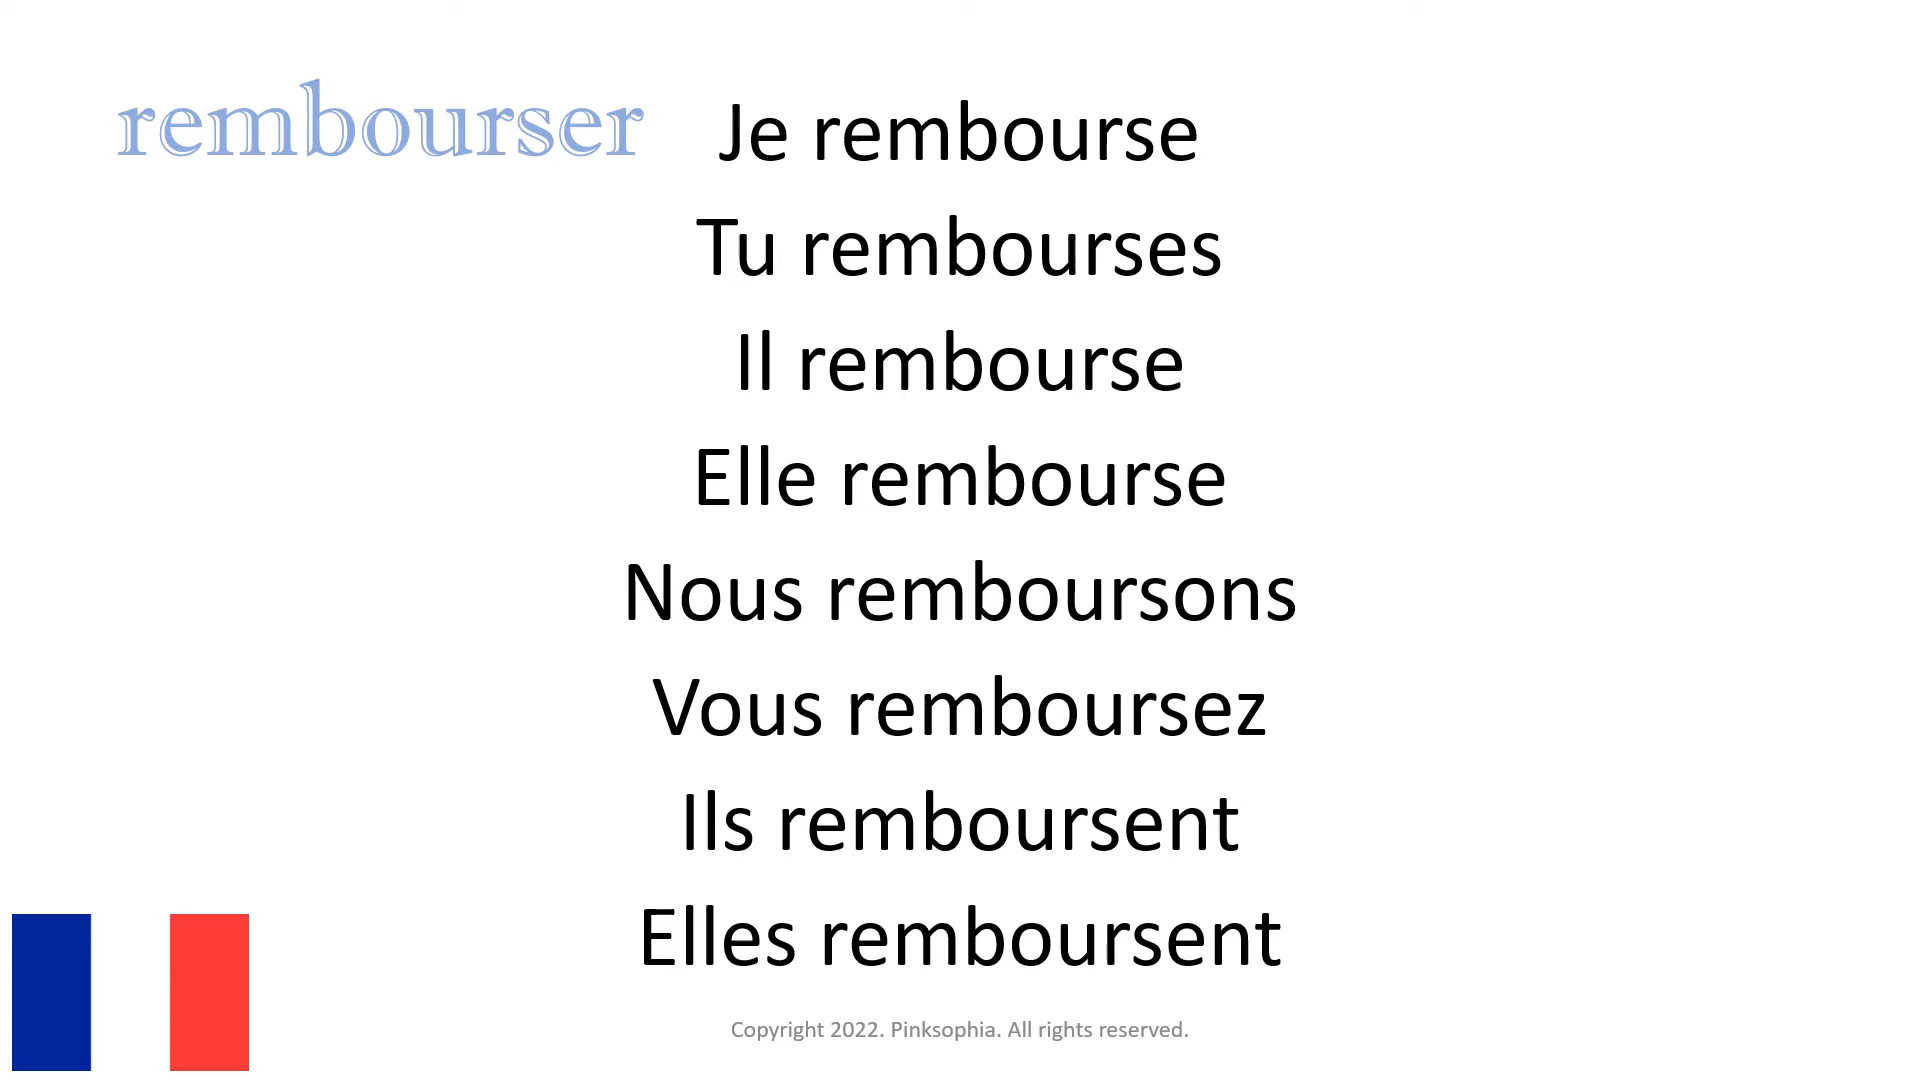 rembourser
Je rembourse
Tu rembourses
Il rembourse
Elle rembourse
Nous remboursons
Vous remboursez
Ils remboursent
Elles remboursent
Copyright 2022. Pinksophia. All rights reserved.